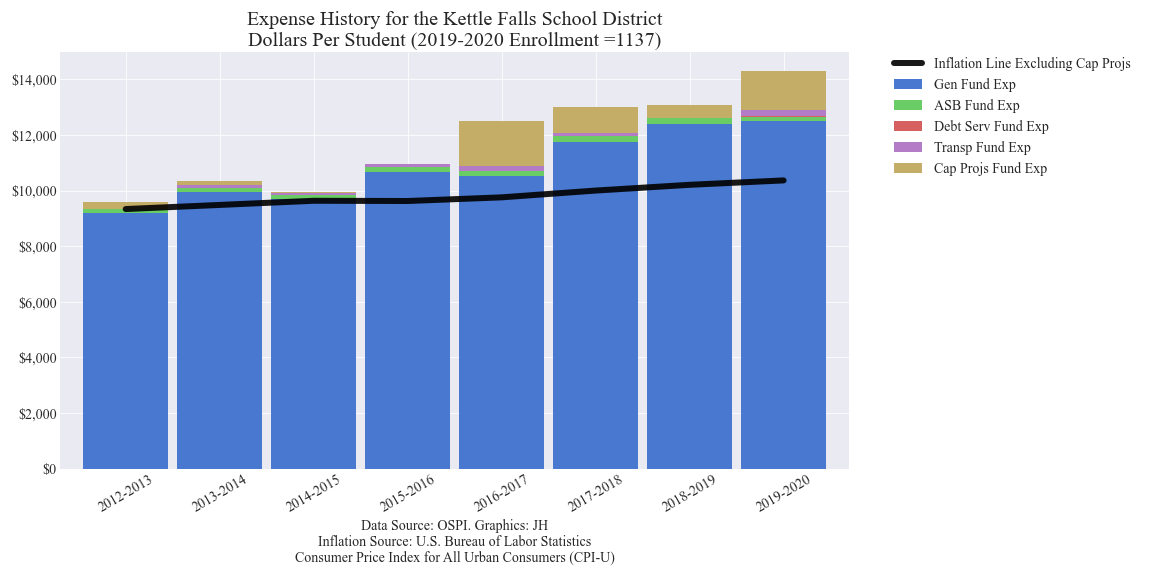 Expense History for the Kettle Falls School District
Dollars Per Student (2019-2020 Enrollment =1137)
Inflation Line Excluding Cap Projs
Gen Fund Exp
ASB Fund Exp
Debt Serv Fund Exp
Transp Fund Exp
Cap Projs Fund Exp
$14,000
$12,000
$10,000
$8,000
$6,000
$4,000
$2,000
$0
2012-2013
2013-2014
2014-2015
2015-2016
2016-2017
2017-2018
2018-2019
2019-2020
Data Source: OSPI. Graphics: JH
Inflation Source: U.S. Bureau of Labor Statistics
Consumer Price Index for All Urban Consumers (CPI-U)